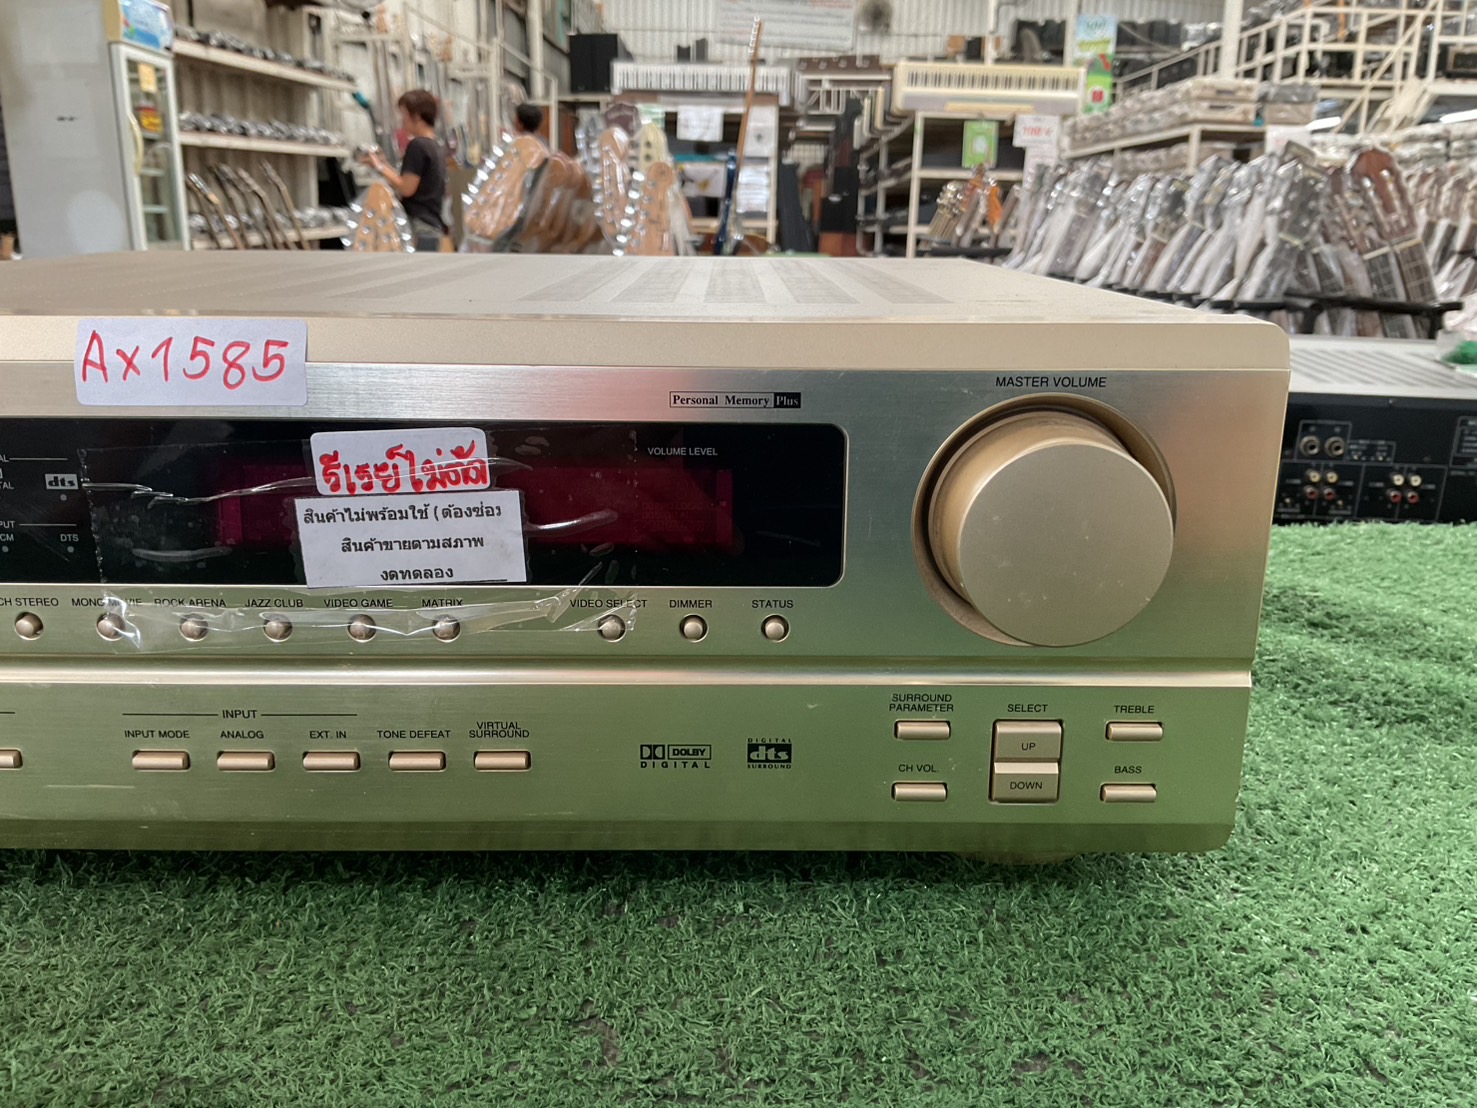 Ax1585
MASTER VOLUME
Personal Memory Plus
VOLUME LEVEL
รีเรย์ไม่ตัด
สินค้าไม่พร้อมใช้ (ต้องซ่อม
สินค้าขายตามสภาพ
งดทดลอง
dts
DTS
CH STEREO
ROCK ARENA
JAZZ CLUB
VIDEO GAME
MATRIX
VIDEO SELECT
DIMMER
STATUS
INPUT
INPUT MODE
ANALOG
EXT. IN
TONE DEFEAT
VIRTUAL
SURROUND
DOLBY
DIGITAL
DIGITAL
dts
SURROUND
SURROUND
PARAMETER
CH VOL.
SELECT
UP
DOWN
TREBLE
BASS